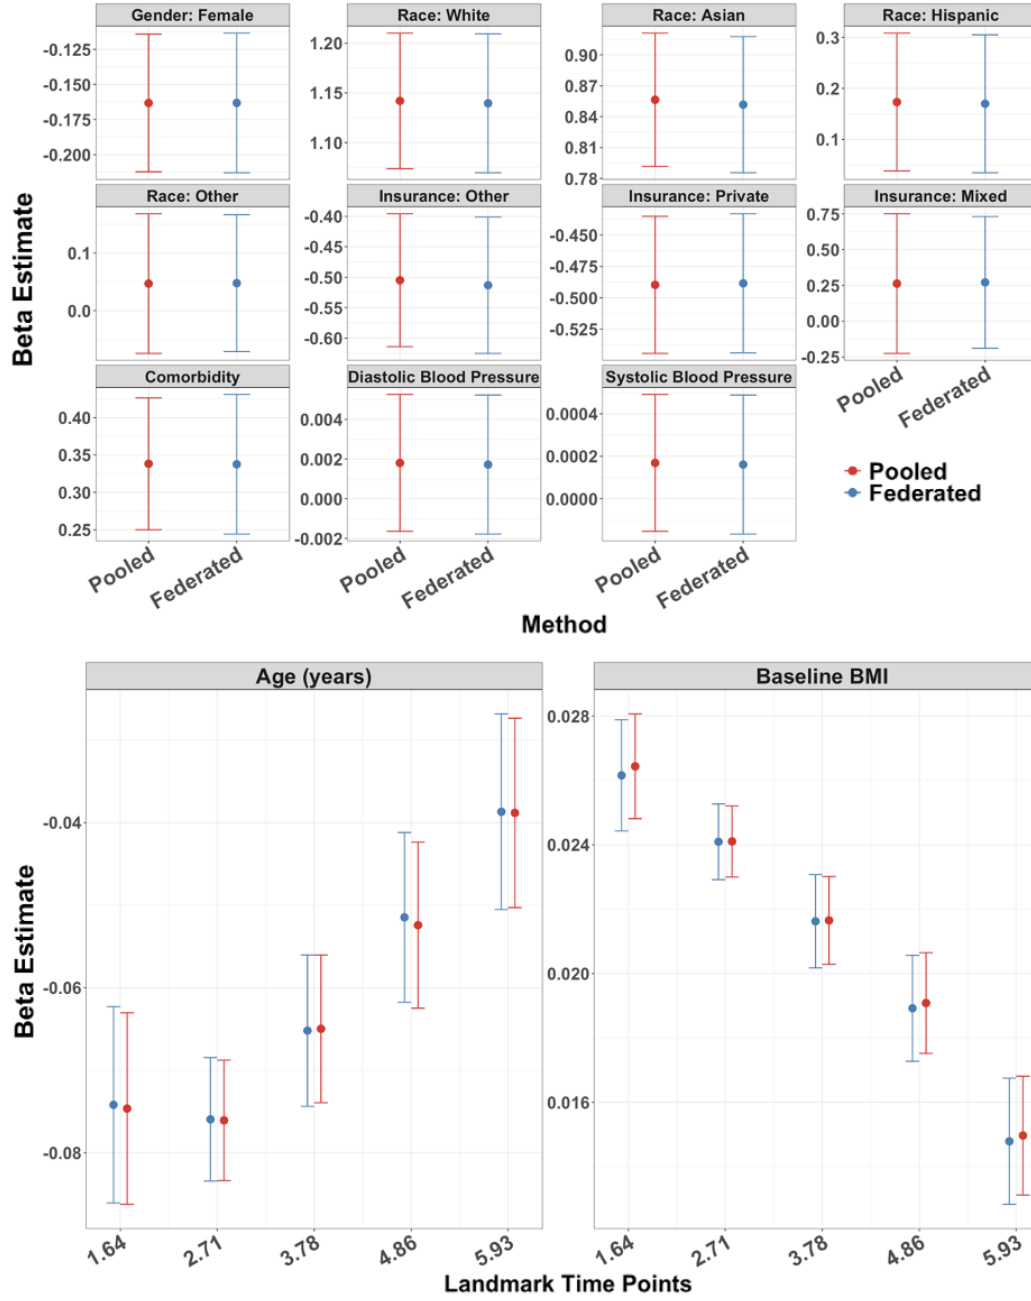 Gender: Female
Race: White
Race: Asian
Race: Hispanic
-0.125
-0.150
-0.175
-0.200
1.20
1.15
1.10
0.90
0.87
0.84
0.81
0.78
0.3
0.2
0.1
Race: Other
Insurance: Other
Insurance: Private
Insurance: Mixed
0.1
0.0
-0.40
-0.45
-0.50
-0.55
-0.60
-0.450
-0.475
-0.500
-0.525
0.75
0.50
0.25
0.00
-0.25
Beta Estimate
Comorbidity
Diastolic Blood Pressure
Systolic Blood Pressure
0.40
0.35
0.30
0.25
0.004
0.002
0.000
-0.002
0.0004
0.0002
0.0000
Pooled
Federated
Pooled
Federated
Pooled
Federated
Pooled
Federated
Pooled
Federated
Method
Age (years)
Baseline BMI
Beta Estimate
-0.04
-0.06
-0.08
0.028
0.024
0.020
0.016
1.64
2.71
3.78
4.86
5.93
1.64
2.71
3.78
4.86
5.93
Landmark Time Points